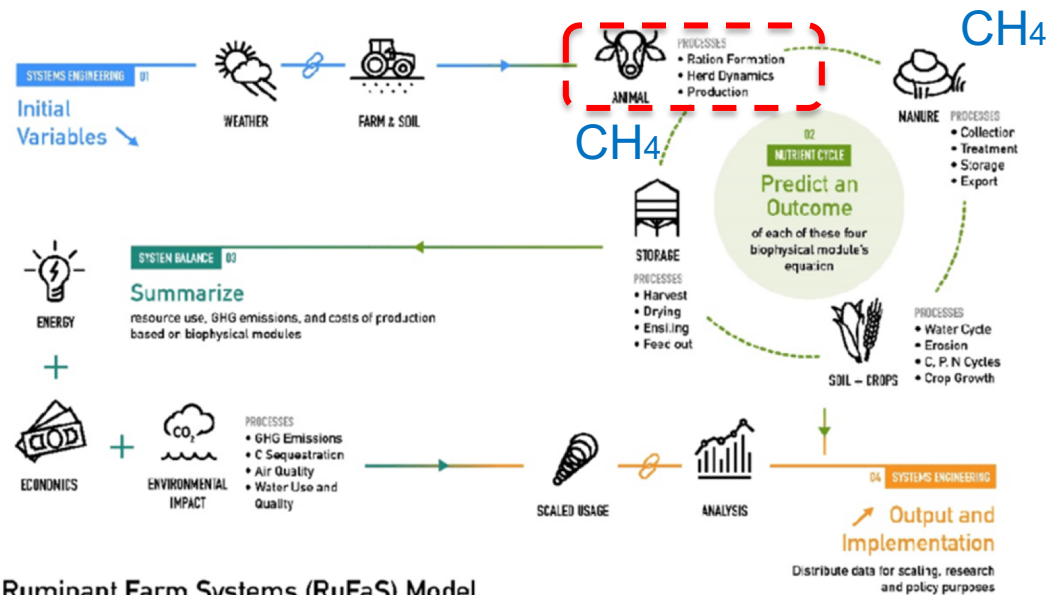 CH4
SYSTEMS ENGINEERING 01
Initial
Variables
WEATHER
FARM & SOIL
ANIMAL
PROCESSES
• Ration Formation
• Herd Dynamics
• Production
CH4
MANURE
PROCESSES
• Collection
• Treatment
• Storage
• Export
02
NUTRIENT CYCLE
Predict an
Outcome
of each of these four
biophysical module's
equation
STORAGE
PROCESSES
• Harvest
• Drying
• Ensiling
• Feed out
SOIL – CROPS
PROCESSES
• Water Cycle
• Erosion
• C, P, N Cycles
• Crop Growth
SYSTEM BALANCE 03
Summarize
resource use, GHG emissions, and costs of production
based on biophysical modules
ENERGY
+
ECONOMICS
+
CO2
ENVIRONMENTAL
IMPACT
PROCESSES
• GHG Emissions
• C Sequestration
• Air Quality
• Water Use and
Quality
SCALED USAGE
ANALYSIS
04 SYSTEMS ENGINEERING
Output and
Implementation
Distribute data for scaling, research
and policy purposes
Ruminant Farm Systems (RuFaS) Model